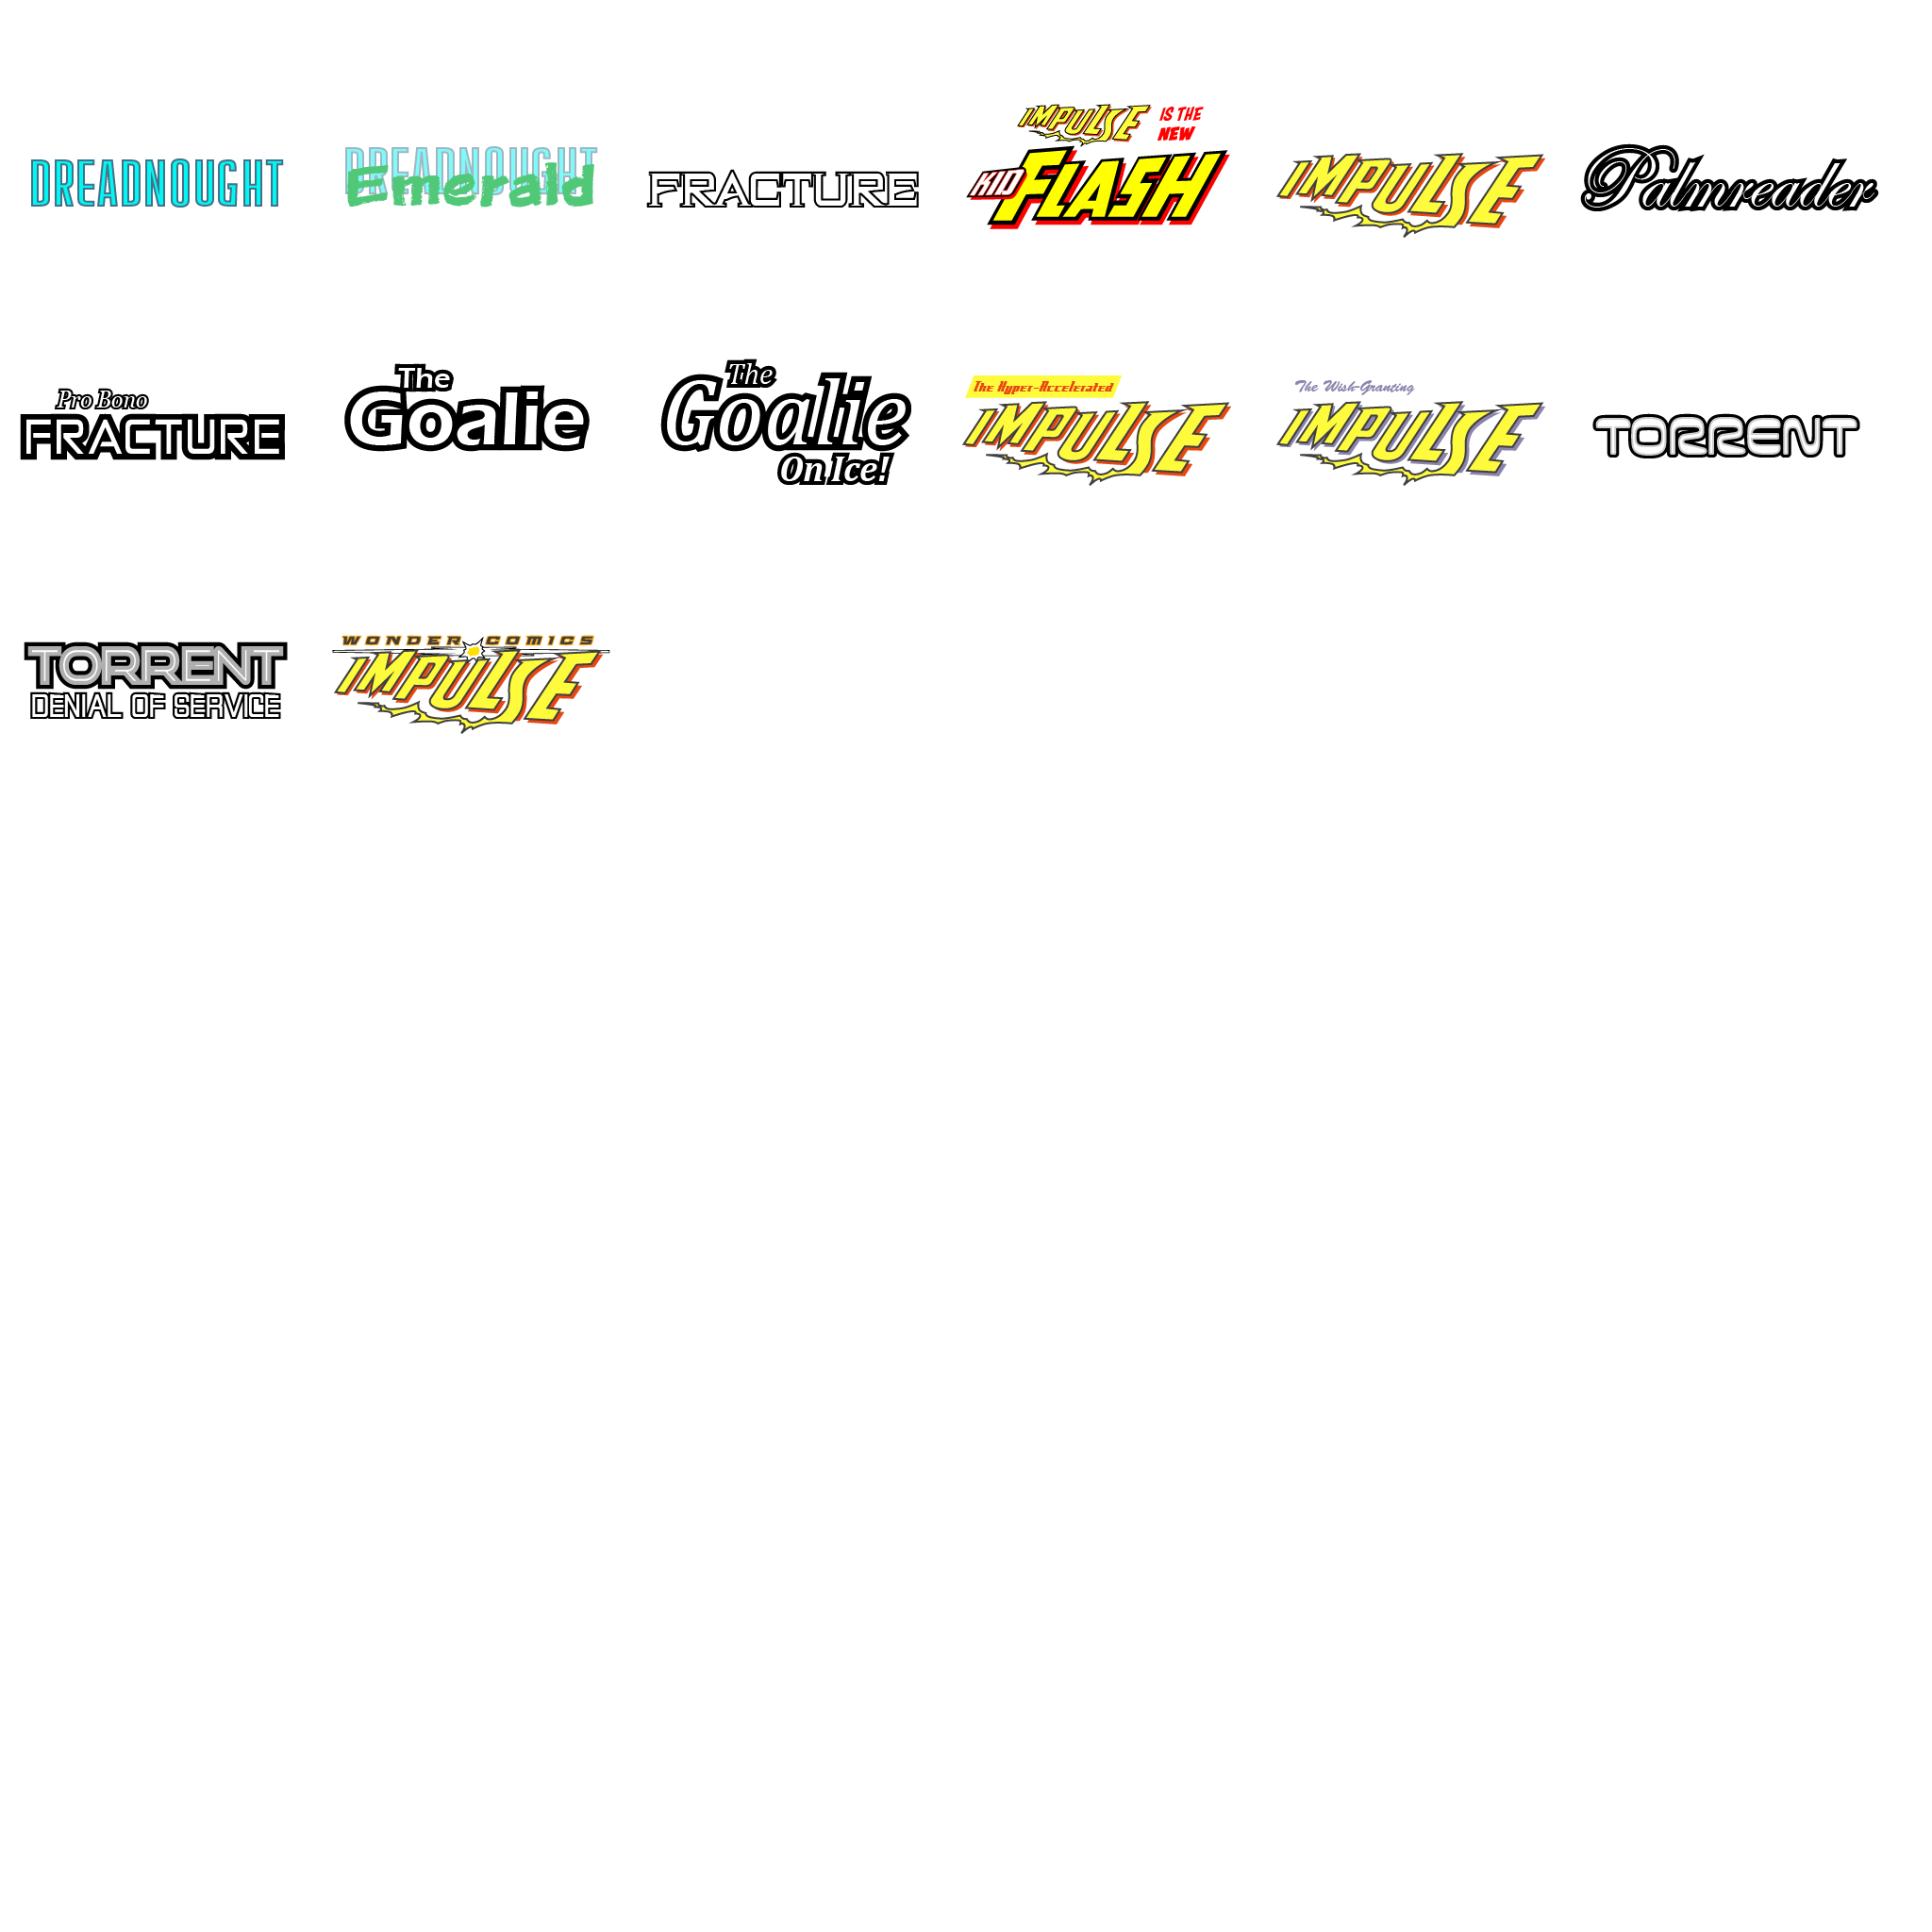 DREADNOUGHT
DREADNOUGHT
Emerald
FRACTURE
IMPULSE IS THE NEW
KID FLASH
IMPULSE
Palmreader
Pro Bono
FRACTURE
The
Goalie
The
Goalie
On Ice!
The Hyper-Accelerated
IMPULSE
The Wish-Granting
IMPULSE
TORRENT
TORRENT
DENIAL OF SERVICE
WONDER COMICS
IMPULSE